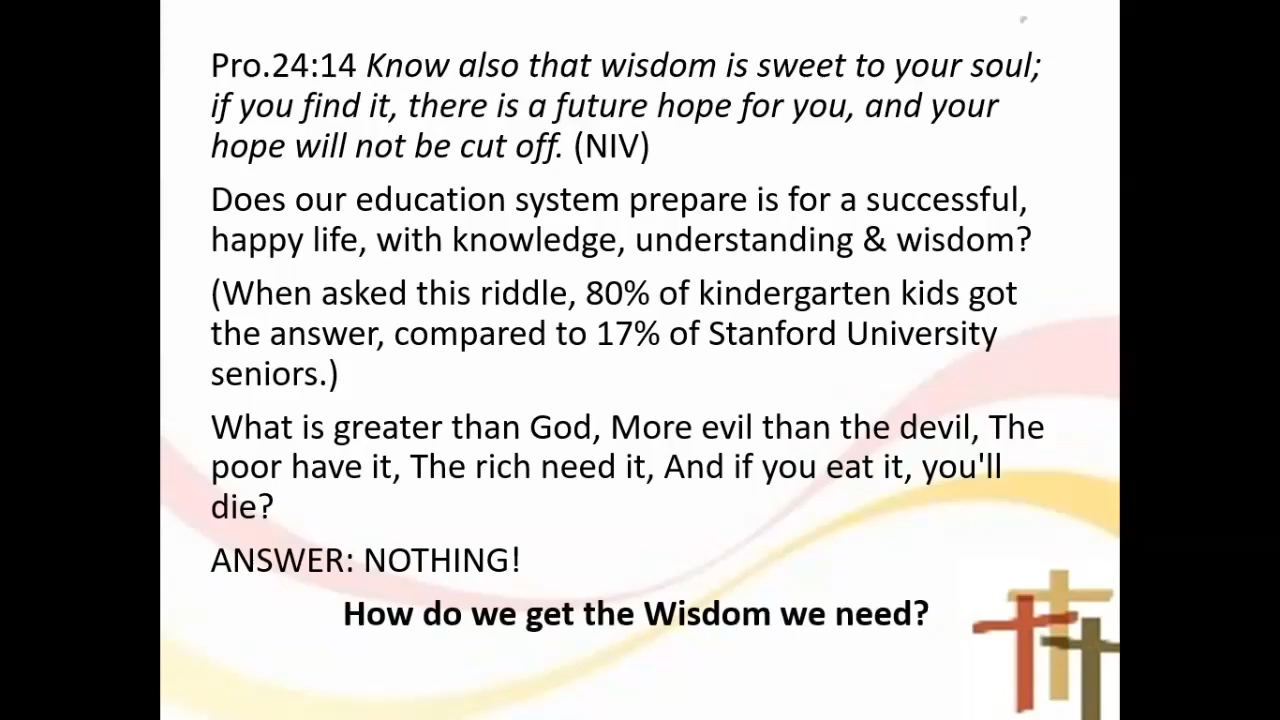 Pro.24:14 Know also that wisdom is sweet to your soul;
if you find it, there is a future hope for you, and your
hope will not be cut off. (NIV)
Does our education system prepare is for a successful,
happy life, with knowledge, understanding & wisdom?
(When asked this riddle, 80% of kindergarten kids got
the answer, compared to 17% of Stanford University
seniors.)
What is greater than God, More evil than the devil, The
poor have it, The rich need it, And if you eat it, you'll
die?
ANSWER: NOTHING!
How do we get the Wisdom we need?